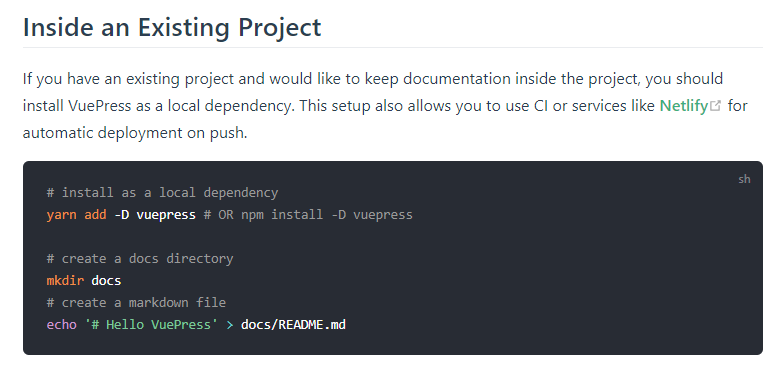 Inside an Existing Project
If you have an existing project and would like to keep documentation inside the project, you should
install VuePress as a local dependency. This setup also allows you to use CI or services like Netlify for
automatic deployment on push.
sh
# install as a local dependency
yarn add -D vuepress # OR npm install -D vuepress
# create a docs directory
mkdir docs
# create a markdown file
echo '# Hello VuePress' > docs/README.md